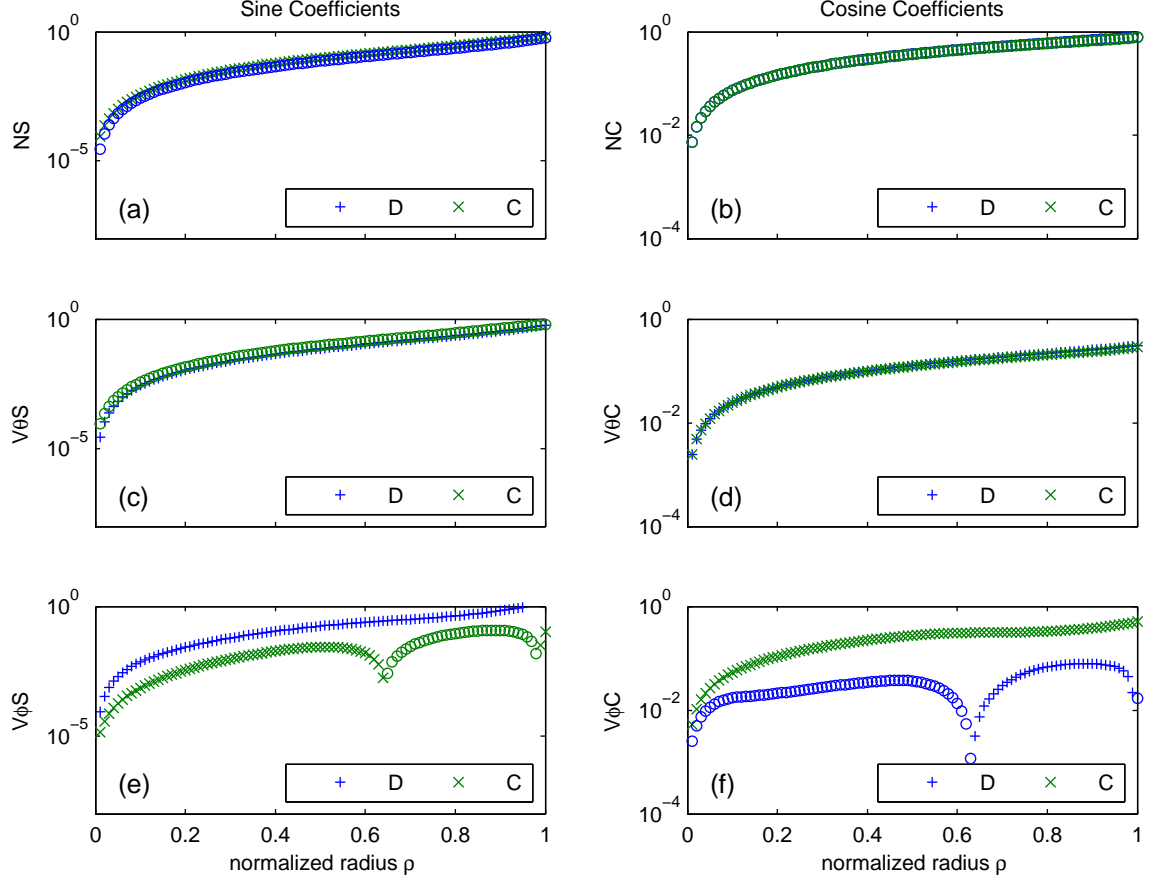 Sine Coefficients
Cosine Coefficients
10^0
10^−5
NS
(a)
+ D × C
10^0
10^−2
10^−4
NC
(b)
+ D × C
10^0
10^−5
VθS
(c)
+ D × C
10^0
10^−2
10^−4
VθC
(d)
+ D × C
10^0
10^−5
VϕS
(e)
+ D × C
0 0.2 0.4 0.6 0.8 1
normalized radius ρ
10^0
10^−2
10^−4
VϕC
(f)
+ D × C
0 0.2 0.4 0.6 0.8 1
normalized radius ρ